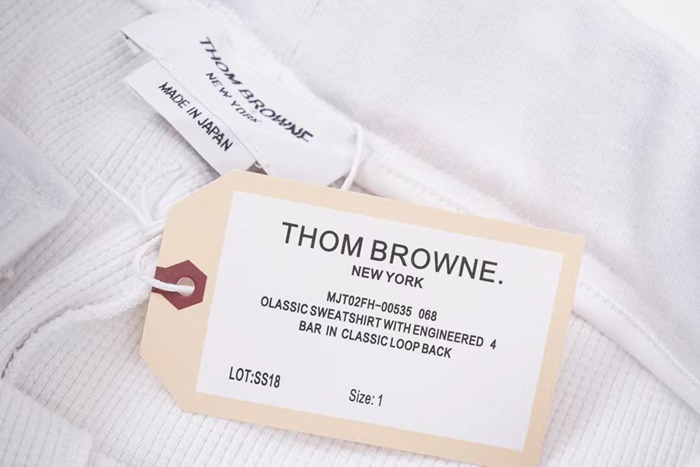 THOM BROWNE
NEW YORK
MADE IN JAPAN
THOM BROWNE.
NEW YORK
MJT02FH-00535 068
OLASSIC SWEATSHIRT WITH ENGINEERED 4
BAR IN CLASSIC LOOP BACK
LOT:SS18
Size: 1